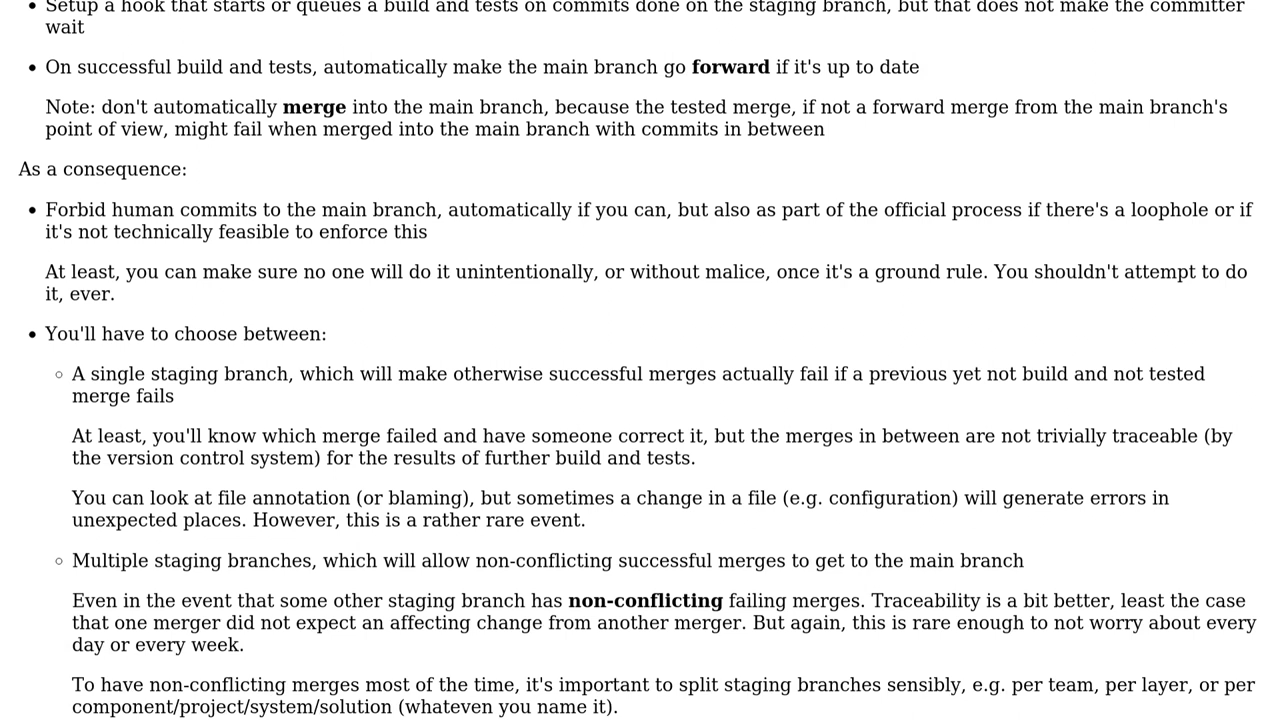 • Setup a hook that starts or queues a build and tests on commits done on the staging branch, but that does not make the committer
wait
• On successful build and tests, automatically make the main branch go forward if it's up to date
Note: don't automatically merge into the main branch, because the tested merge, if not a forward merge from the main branch's
point of view, might fail when merged into the main branch with commits in between
As a consequence:
• Forbid human commits to the main branch, automatically if you can, but also as part of the official process if there's a loophole or if
it's not technically feasible to enforce this
At least, you can make sure no one will do it unintentionally, or without malice, once it's a ground rule. You shouldn't attempt to do
it, ever.
• You'll have to choose between:
◦ A single staging branch, which will make otherwise successful merges actually fail if a previous yet not build and not tested
merge fails
At least, you'll know which merge failed and have someone correct it, but the merges in between are not trivially traceable (by
the version control system) for the results of further build and tests.
You can look at file annotation (or blaming), but sometimes a change in a file (e.g. configuration) will generate errors in
unexpected places. However, this is a rather rare event.
◦ Multiple staging branches, which will allow non-conflicting successful merges to get to the main branch
Even in the event that some other staging branch has non-conflicting failing merges. Traceability is a bit better, least the case
that one merger did not expect an affecting change from another merger. But again, this is rare enough to not worry about every
day or every week.
To have non-conflicting merges most of the time, it's important to split staging branches sensibly, e.g. per team, per layer, or per
component/project/system/solution (whatever you name it).